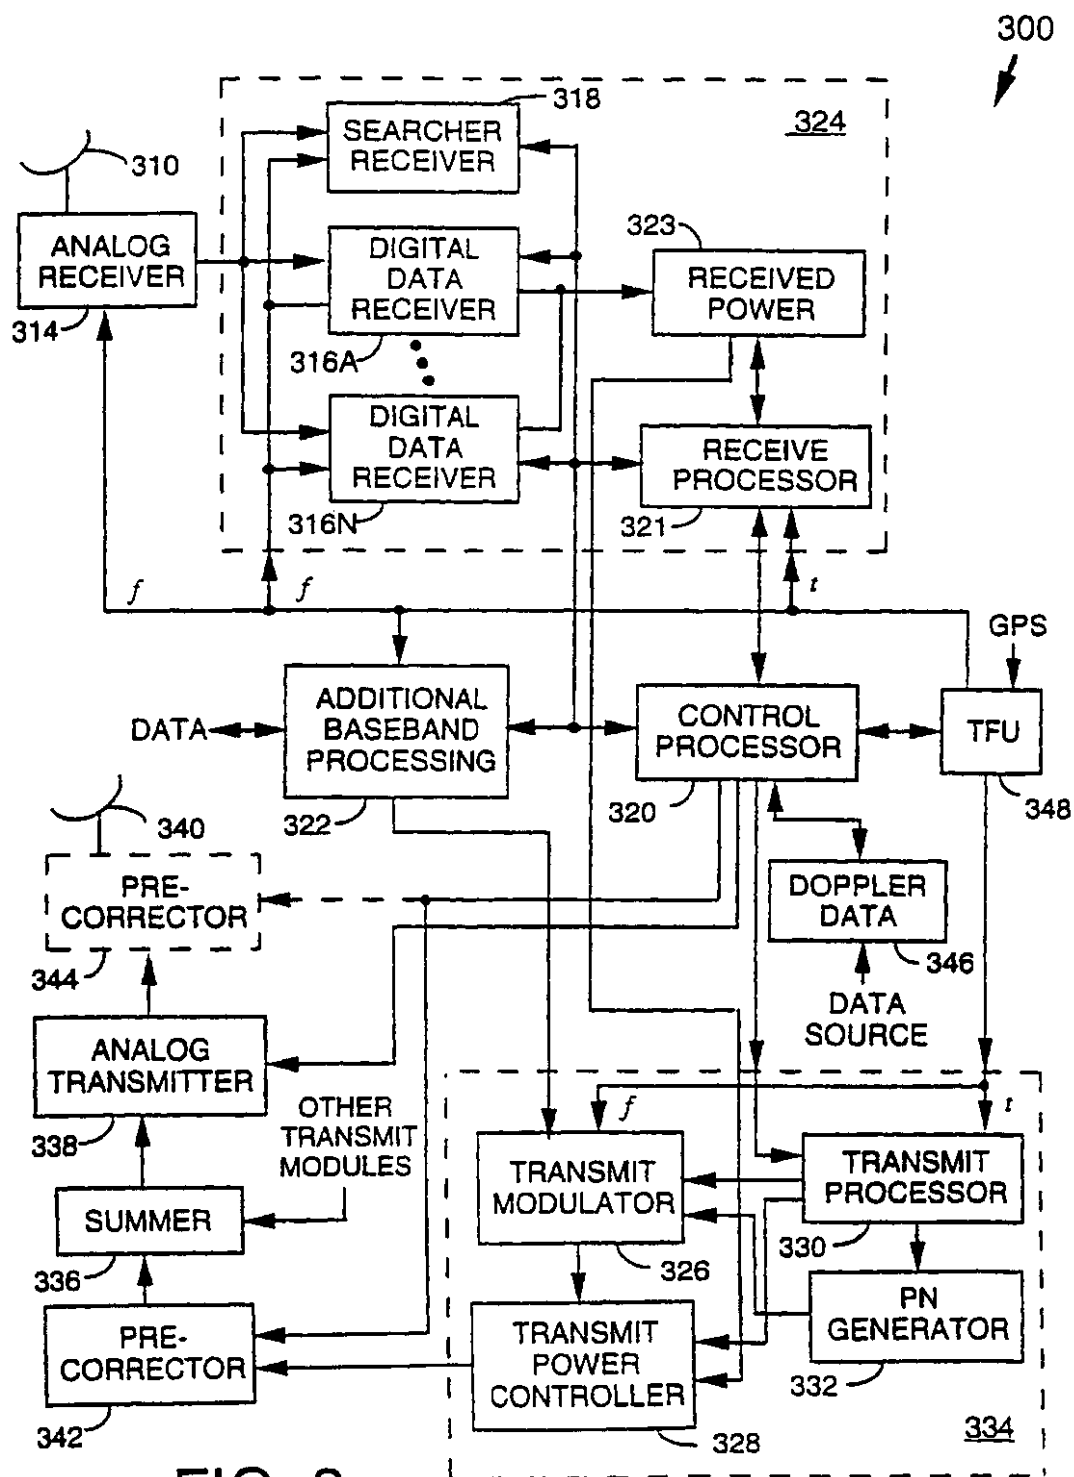 300
318
SEARCHER
RECEIVER
324
310
ANALOG
RECEIVER
314
DIGITAL
DATA
RECEIVER
316A
323
RECEIVED
POWER
DIGITAL
DATA
RECEIVER
316N
RECEIVE
PROCESSOR
321
f
f
t
GPS
DATA
ADDITIONAL
BASEBAND
PROCESSING
322
CONTROL
PROCESSOR
320
TFU
348
340
PRE-
CORRECTOR
344
DOPPLER
DATA
346
DATA
SOURCE
ANALOG
TRANSMITTER
338
OTHER
TRANSMIT
MODULES
f
t
TRANSMIT
MODULATOR
326
TRANSMIT
PROCESSOR
330
SUMMER
336
PN
GENERATOR
332
PRE-
CORRECTOR
342
TRANSMIT
POWER
CONTROLLER
328
334